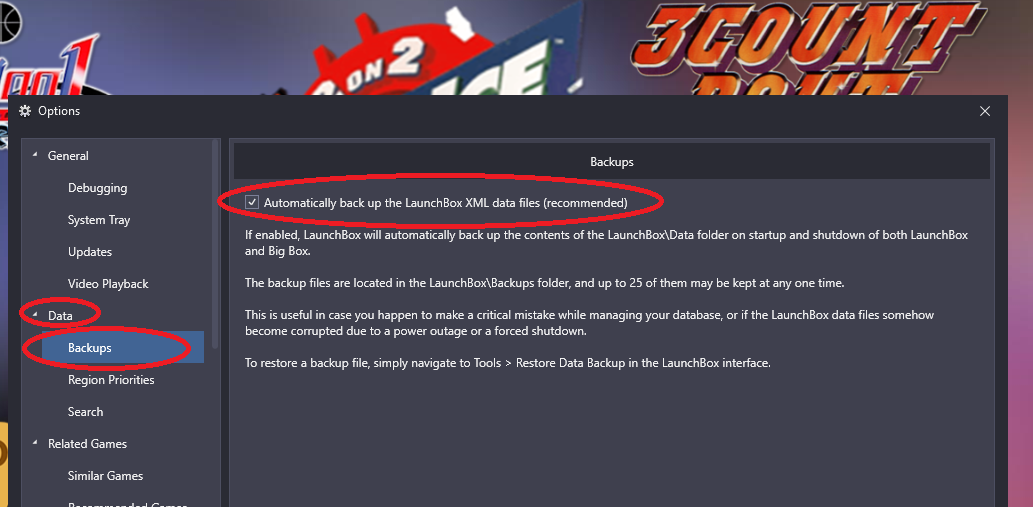 ON 2
3COUNT
BOUT
Options
General
Debugging
System Tray
Updates
Video Playback
Data
Backups
Region Priorities
Search
Related Games
Similar Games
Recommended Games
Backups
Automatically back up the LaunchBox XML data files (recommended)
If enabled, LaunchBox will automatically back up the contents of the LaunchBox\Data folder on startup and shutdown of both LaunchBox
and Big Box.
The backup files are located in the LaunchBox\Backups folder, and up to 25 of them may be kept at any one time.
This is useful in case you happen to make a critical mistake while managing your database, or if the LaunchBox data files somehow
become corrupted due to a power outage or a forced shutdown.
To restore a backup file, simply navigate to Tools > Restore Data Backup in the LaunchBox interface.